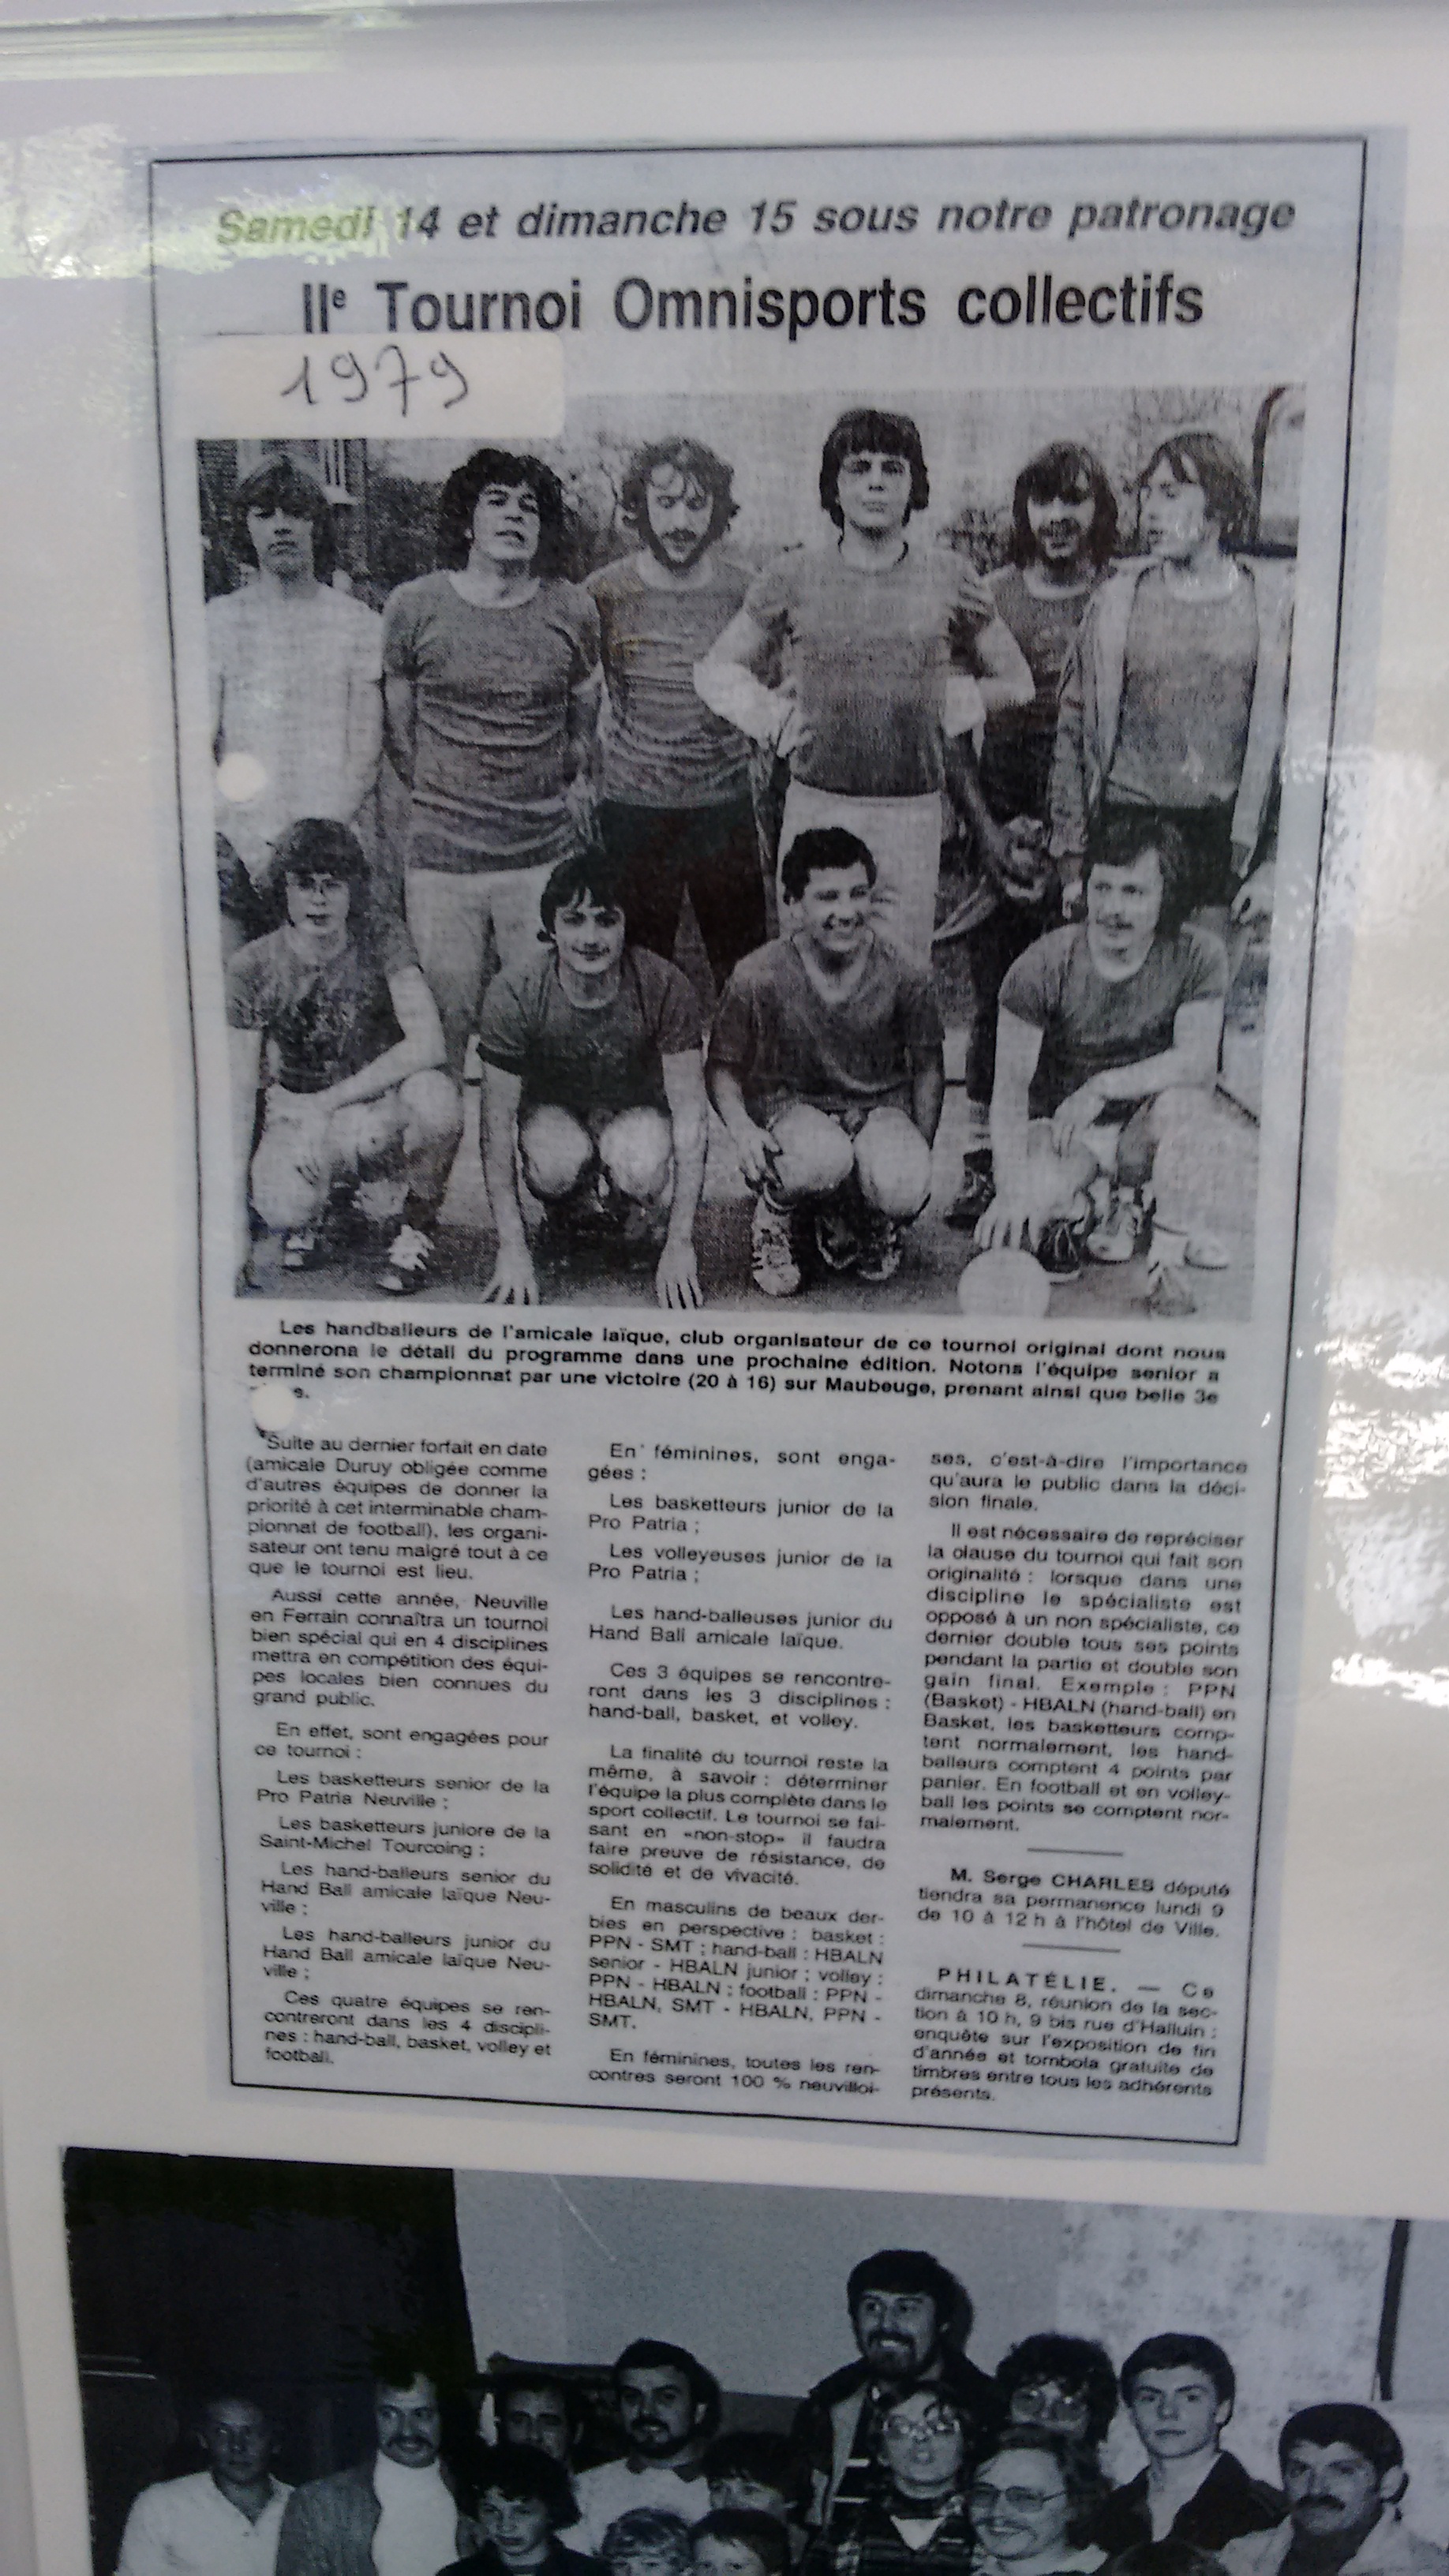 Samedi 14 et dimanche 15 sous notre patronage
IIe Tournoi Omnisports collectifs
1979
Les handballeurs de l'amicale laïque, club organisateur de ce tournoi original dont nous
donnerona le détail du programme dans une prochaine édition. Notons l'équipe senior a
terminé son championnat par une victoire (20 à 16) sur Maubeuge, prenant ainsi que belle 3e
e.
Suite au dernier forfait en date
(amicale Duruy obligée comme
d'autres équipes de donner la
priorité à cet interminable cham-
pionnat de football), les organi-
sateur ont tenu malgré tout à ce
que le tournoi est lieu.
Aussi cette année, Neuville
en Ferrain connaîtra un tournoi
bien spécial qui en 4 disciplines
mettra en compétition des équi-
pes locales bien connues du
grand public.
En effet, sont engagées pour
ce tournoi :
Les basketteurs senior de la
Pro Patria Neuville ;
Les basketteurs juniore de la
Saint-Michel Tourcoing ;
Les hand-balleurs senior du
Hand Ball amicale laïque Neu-
ville ;
Les hand-balleurs junior du
Hand Ball amicale laïque Neu-
ville ;
Ces quatre équipes se ren-
contreront dans les 4 discipli-
nes : hand-ball, basket, volley et
football.
En féminines, sont enga-
gées :
Les basketteurs junior de la
Pro Patria ;
Les volleyeuses junior de la
Pro Patria ;
Les hand-balleuses junior du
Hand Ball amicale laïque.
Ces 3 équipes se rencontre-
ront dans les 3 disciplines :
hand-ball, basket, et volley.
La finalité du tournoi reste la
même, à savoir : déterminer
l'équipe la plus complète dans le
sport collectif. Le tournoi se fai-
sant en «non-stop» il faudra
faire preuve de résistance, de
solidité et de vivacité.
En masculins de beaux der-
bies en perspective : basket :
PPN - SMT ; hand-ball : HBALN
senior - HBALN junior ; volley :
PPN - HBALN ; football : PPN -
HBALN, SMT - HBALN, PPN -
SMT.
En féminines, toutes les ren-
contres seront 100 % neuvilloi-
ses, c'est-à-dire l'importance
qu'aura le public dans la déci-
sion finale.
Il est nécessaire de repréciser
la clause du tournoi qui fait son
originalité : lorsque dans une
discipline le spécialiste est
opposé à un non spécialiste, ce
dernier double tous ses points
pendant la partie et double son
gain final. Exemple : PPN
(Basket) - HBALN (hand-ball) en
Basket, les basketteurs comp-
tent normalement, les hand-
balleurs comptent 4 points par
panier. En football et en volley-
ball les points se comptent nor-
malement.
M. Serge CHARLES député
tiendra sa permanence lundi 9
de 10 à 12 h à l'hôtel de Ville.
PHILATÉLIE. — Ce
dimanche 8, réunion de la sec-
tion à 10 h, 9 bis rue d'Halluin ;
enquête sur l'exposition de fin
d'année et tombola gratuite de
timbres entre tous les adhérents
présents.